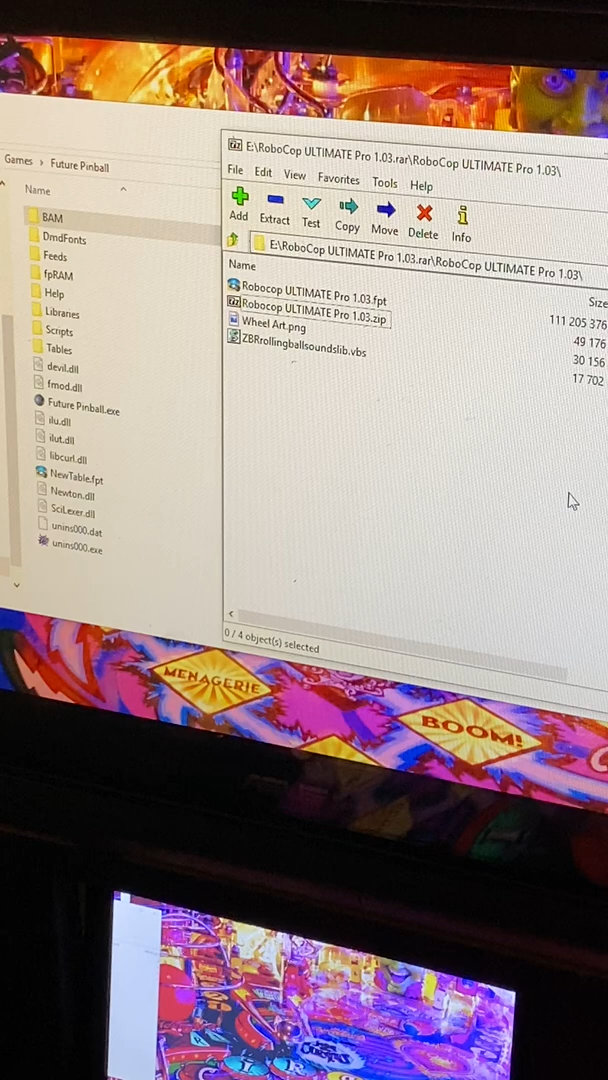 Games › Future Pinball
Name
BAM
DmdFonts
Feeds
fpRAM
Help
Libraries
Scripts
Tables
devil.dll
fmod.dll
Future Pinball.exe
ilu.dll
ilut.dll
libcurl.dll
NewTable.fpt
Newton.dll
SciLexer.dll
unins000.dat
unins000.exe
E:\RoboCop ULTIMATE Pro 1.03.rar\RoboCop ULTIMATE Pro 1.03\
File Edit View Favorites Tools Help
Add Extract Test Copy Move Delete Info
E:\RoboCop ULTIMATE Pro 1.03.rar\RoboCop ULTIMATE Pro 1.03\
Name Size
Robocop ULTIMATE Pro 1.03.fpt 111 205 376
Robocop ULTIMATE Pro 1.03.zip 49 176
Wheel Art.png 30 156
ZBRrollingballsoundslib.vbs 17 702
0 / 4 object(s) selected
MENAGERIE
BOOM!